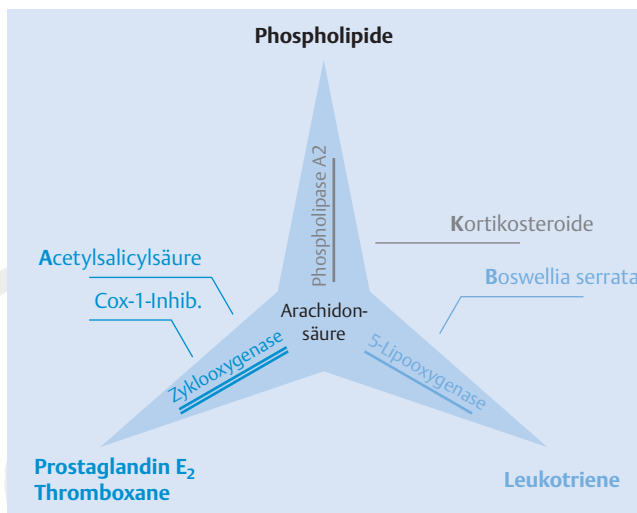 Phospholipide
Phospholipase A2
Kortikosteroide
Acetylsalicylsäure
Boswellia serrata
Cox-1-Inhib.
Arachidon-
säure
Zyklooxygenase
5-Lipooxygenase
Prostaglandin E₂
Thromboxane
Leukotriene